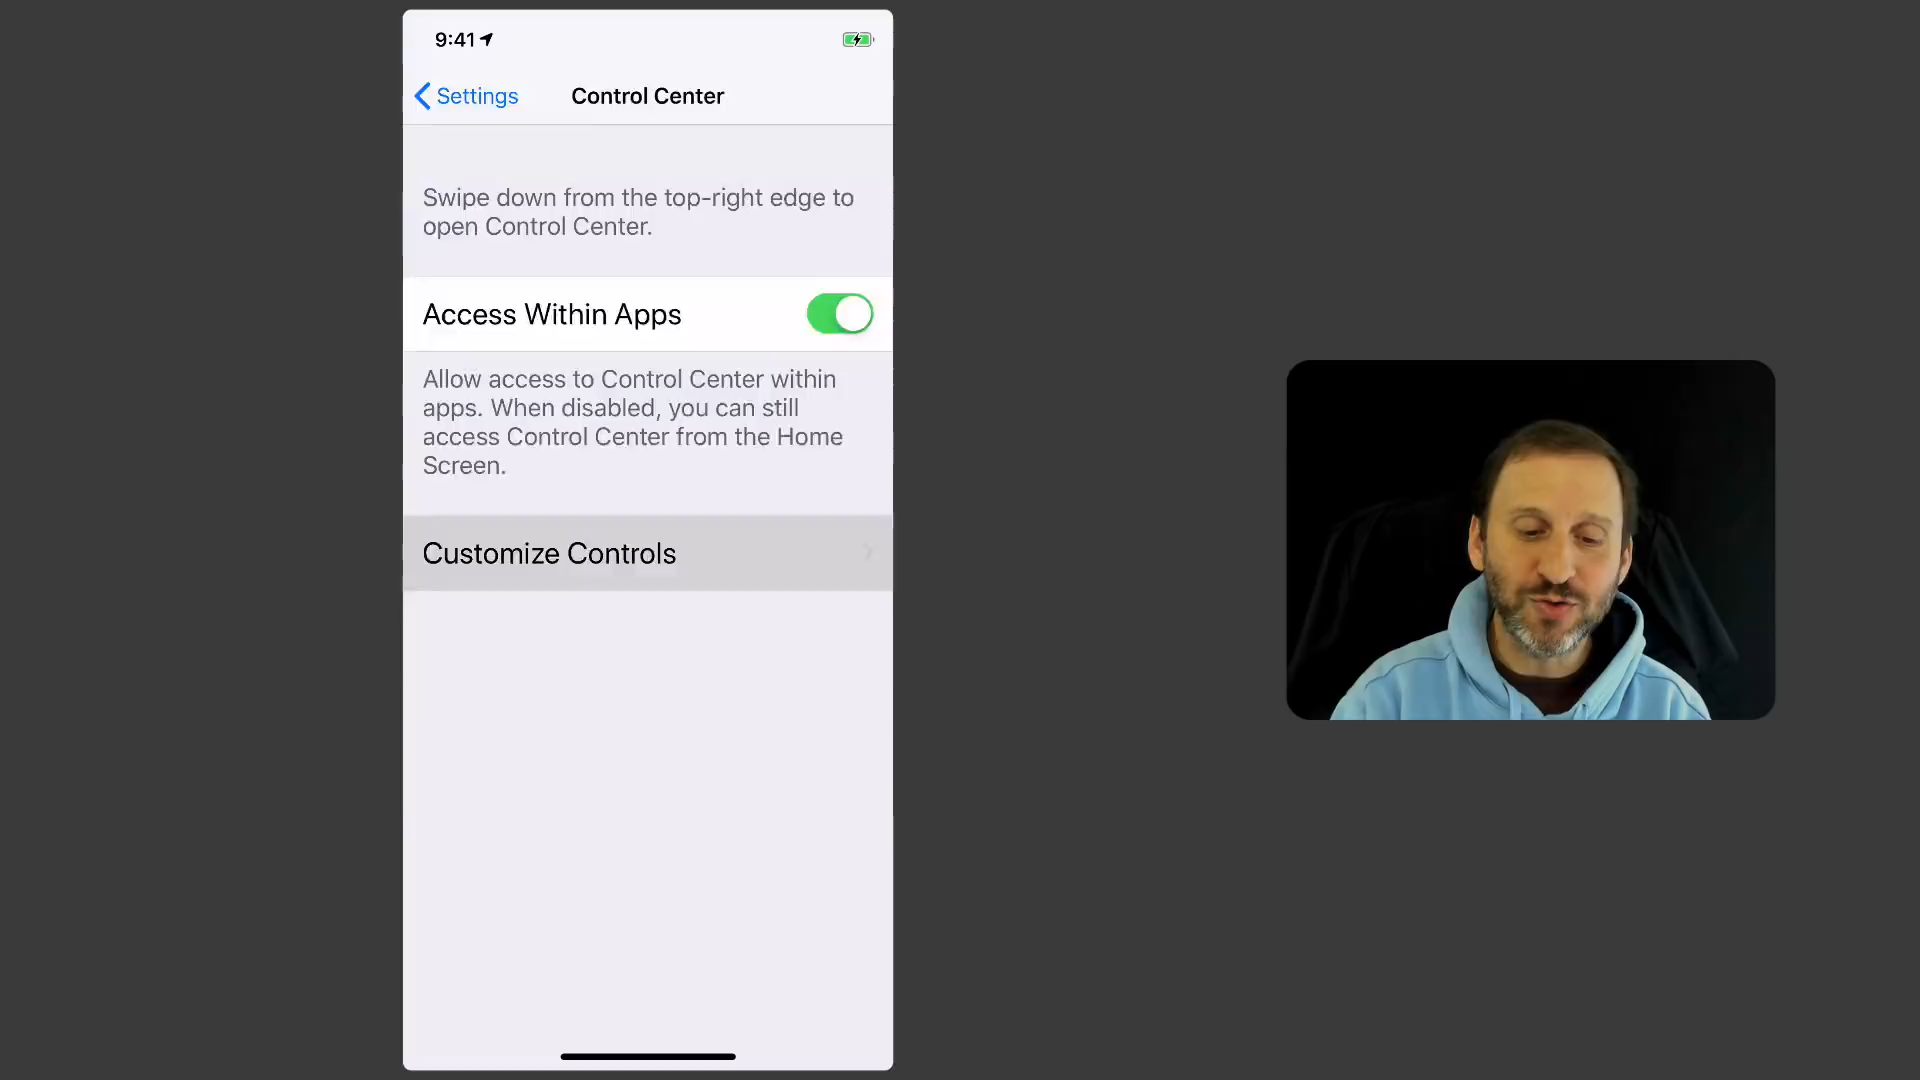 9:41
Settings
Control Center
Swipe down from the top-right edge to
open Control Center.
Access Within Apps
Allow access to Control Center within
apps. When disabled, you can still
access Control Center from the Home
Screen.
Customize Controls